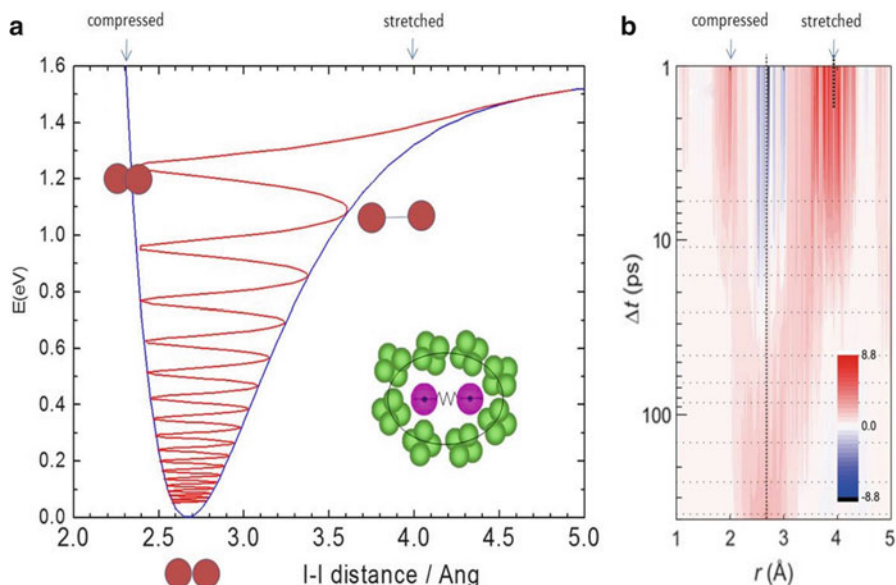 a
compressed
stretched
1.6
1.4
1.2
1.0
0.8
0.6
0.4
0.2
0.0
E(eV)
2.0 2.5 3.0 3.5 4.0 4.5 5.0
I-I distance / Ang
b
compressed
stretched
1
10
100
Δt (ps)
8.8
0.0
-8.8
1 2 3 4 5
r (Å)